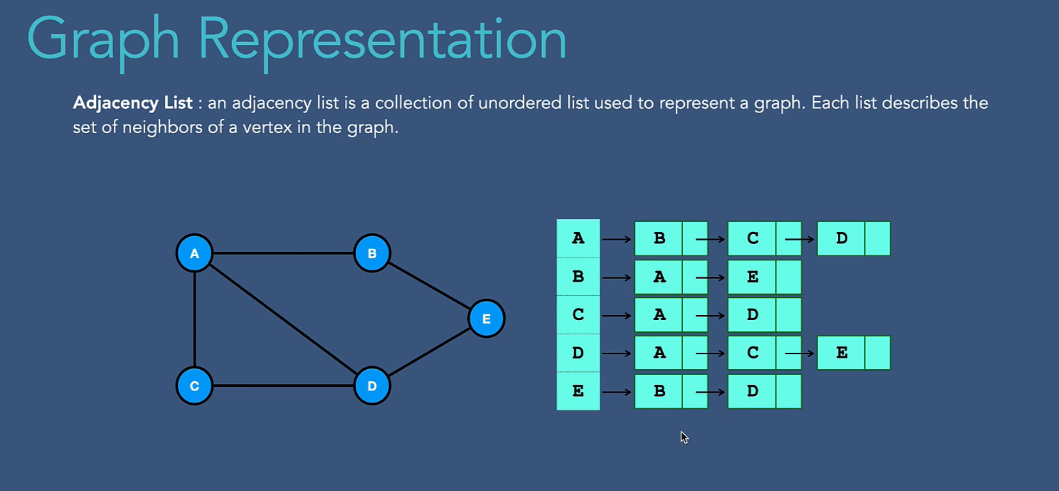 Graph Representation
Adjacency List : an adjacency list is a collection of unordered list used to represent a graph. Each list describes the
set of neighbors of a vertex in the graph.
A B
E
C D
A B C D
B A E
C A D
D A C E
E B D